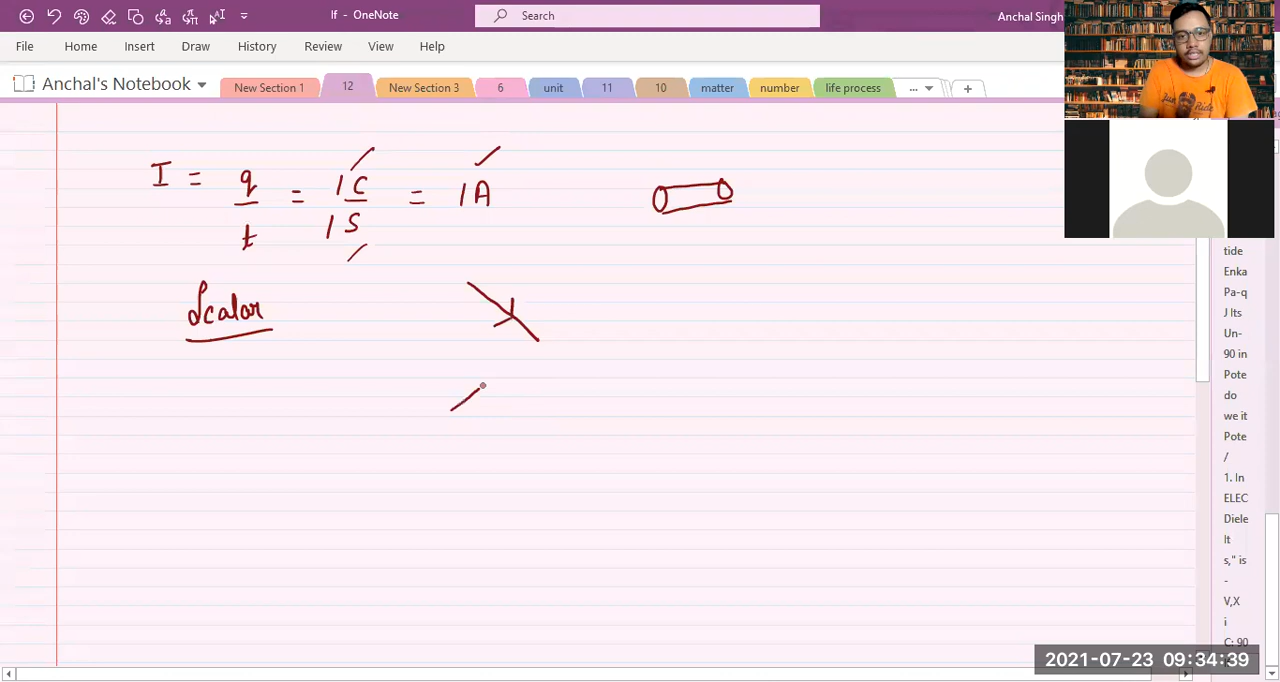 If - OneNote
Search
Anchal Singh
File Home Insert Draw History Review View Help
Anchal's Notebook
New Section 1 12 New Section 3 6 unit 11 10 matter number life process ... +
I = q/t = 1C/1S = 1A
Scalar
tide
Enka
Pa-q
J Its
Un-
90 in
Pote
do
we it
Pote
/
1. In
ELEC
Diele
It
s," is
-
V,X
i
C: 90
2021-07-23 09:34:39